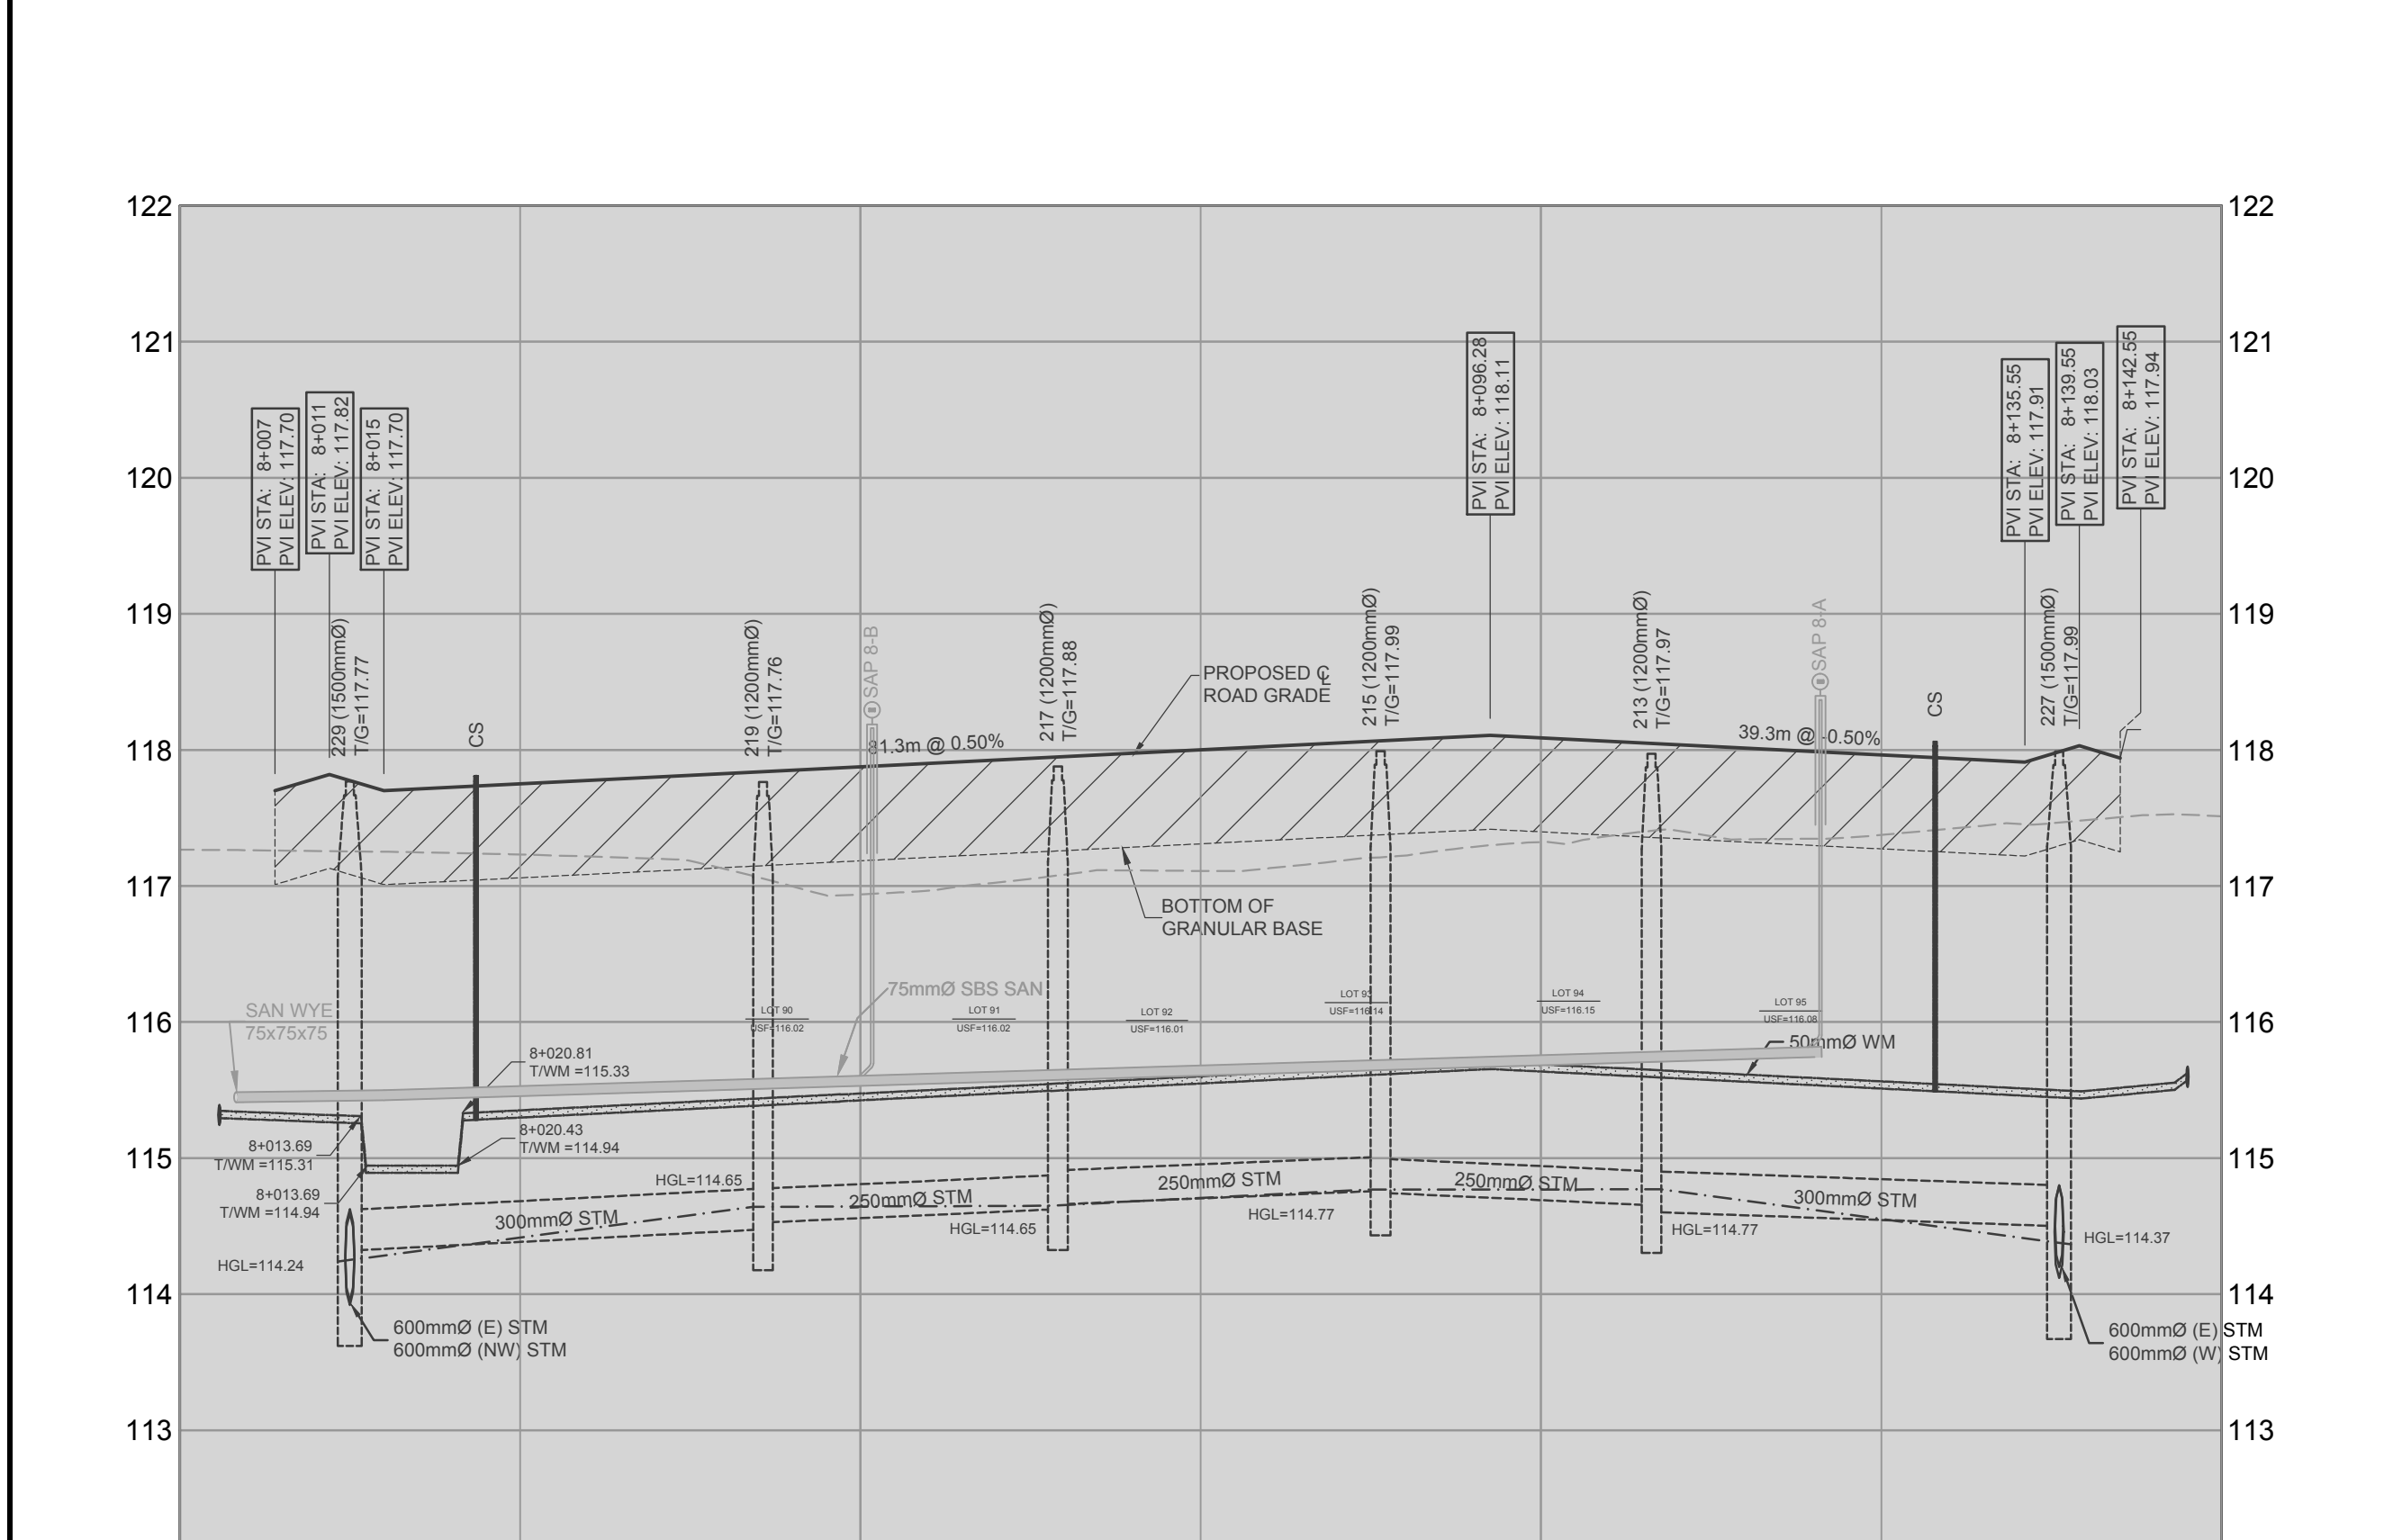 122
122
121
121
120
120
119
119
118
118
117
117
116
116
115
115
114
114
113
113
PVI STA: 8+007
PVI ELEV: 117.70
PVI STA: 8+011
PVI ELEV: 117.82
PVI STA: 8+015
PVI ELEV: 117.70
PVI STA: 8+096.28
PVI ELEV: 118.11
PVI STA: 8+135.55
PVI ELEV: 117.91
PVI STA: 8+139.55
PVI ELEV: 118.03
PVI STA: 8+142.55
PVI ELEV: 117.94
229 (1500mmØ)
T/G=117.77
CS
219 (1200mmØ)
T/G=117.76
SAP 8-B
217 (1200mmØ)
T/G=117.88
PROPOSED ℄
ROAD GRADE
215 (1200mmØ)
T/G=117.99
213 (1200mmØ)
T/G=117.97
SAP 8-A
CS
227 (1500mmØ)
T/G=117.99
81.3m @ 0.50%
39.3m @ -0.50%
BOTTOM OF
GRANULAR BASE
75mmØ SBS SAN
SAN WYE
75x75x75
LOT 90
USF=116.02
LOT 91
USF=116.02
LOT 92
USF=116.01
LOT 93
USF=116.14
LOT 94
USF=116.15
LOT 95
USF=116.08
50mmØ WM
8+020.81
T/WM =115.33
8+020.43
T/WM =114.94
8+013.69
T/WM =115.31
8+013.69
T/WM =114.94
HGL=114.65
300mmØ STM
250mmØ STM
250mmØ STM
250mmØ STM
300mmØ STM
HGL=114.24
HGL=114.65
HGL=114.77
HGL=114.77
HGL=114.37
600mmØ (E) STM
600mmØ (NW) STM
600mmØ (E) STM
600mmØ (W) STM